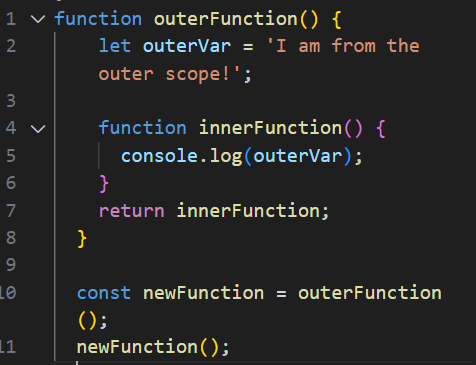 1 function outerFunction() {
2 let outerVar = 'I am from the
outer scope!';
3
4 function innerFunction() {
5 console.log(outerVar);
6 }
7 return innerFunction;
8 }
9
10 const newFunction = outerFunction
();
11 newFunction();